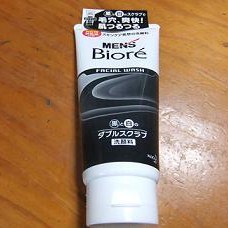 黒と白のスクラブで
毛穴、爽快!
肌つるつる
MEN'S
Bioré
FACIAL WASH
黒と白の
ダブルスクラブ
洗顔料